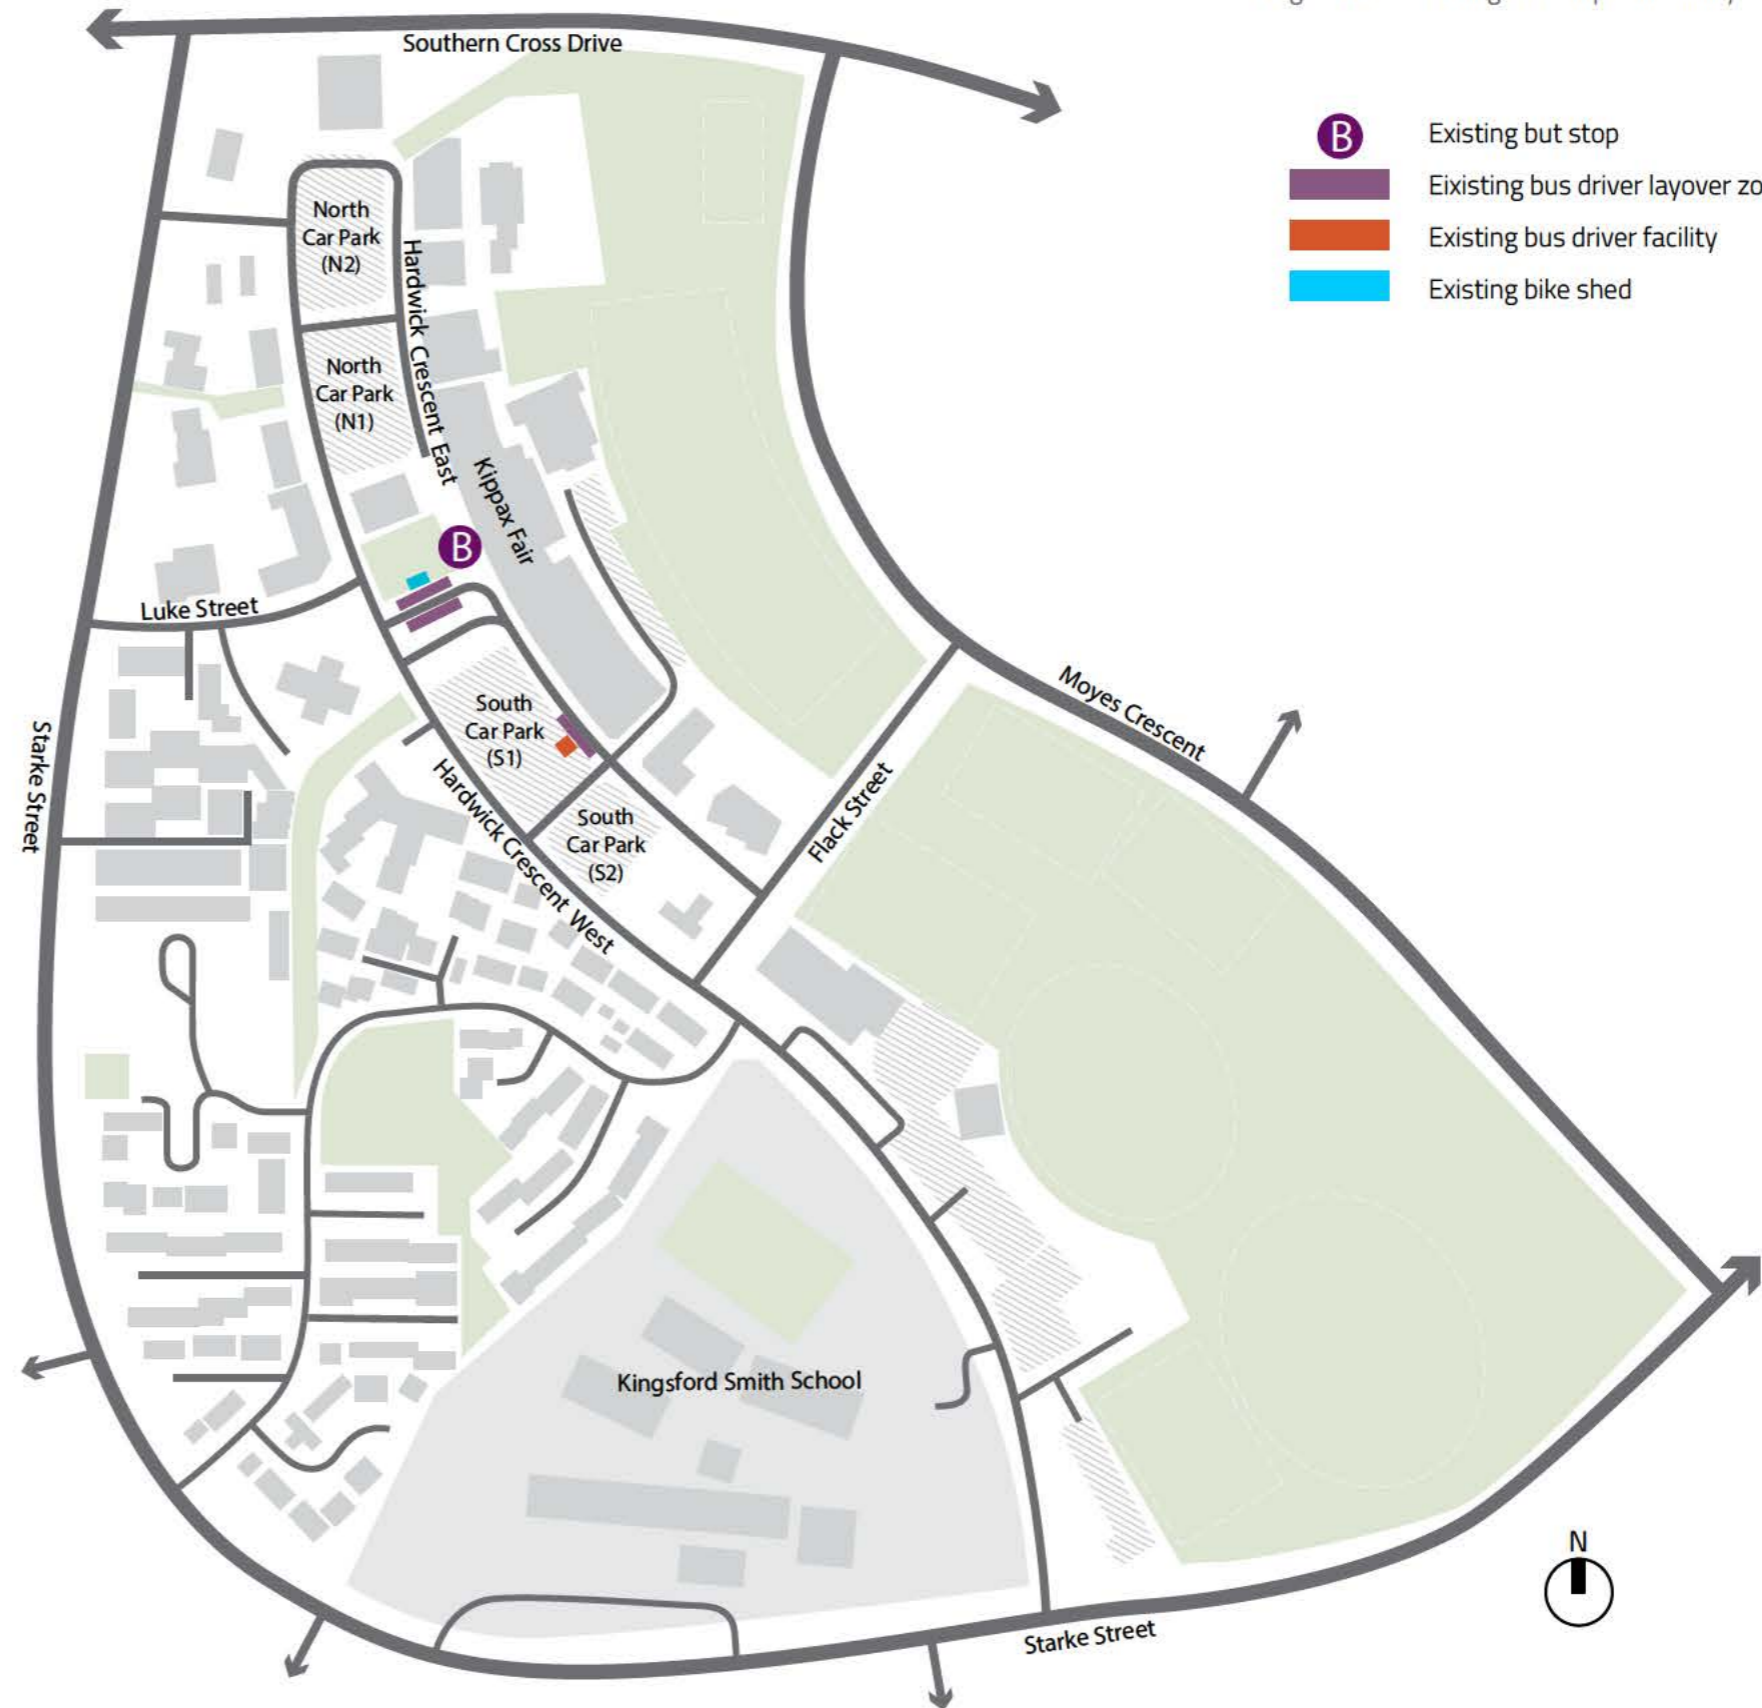 Southern Cross Drive
B
Existing but stop
Eixisting bus driver layover zo
Existing bus driver facility
Existing bike shed
North
Car Park
(N2)
Hardwick Crescent East
North
Car Park
(N1)
Kippax Fair
B
Luke Street
South
Car Park
(S1)
Moyes Crescent
Starke Street
Hardwick Crescent West
Flack Street
South
Car Park
(S2)
Kingsford Smith School
N
Starke Street